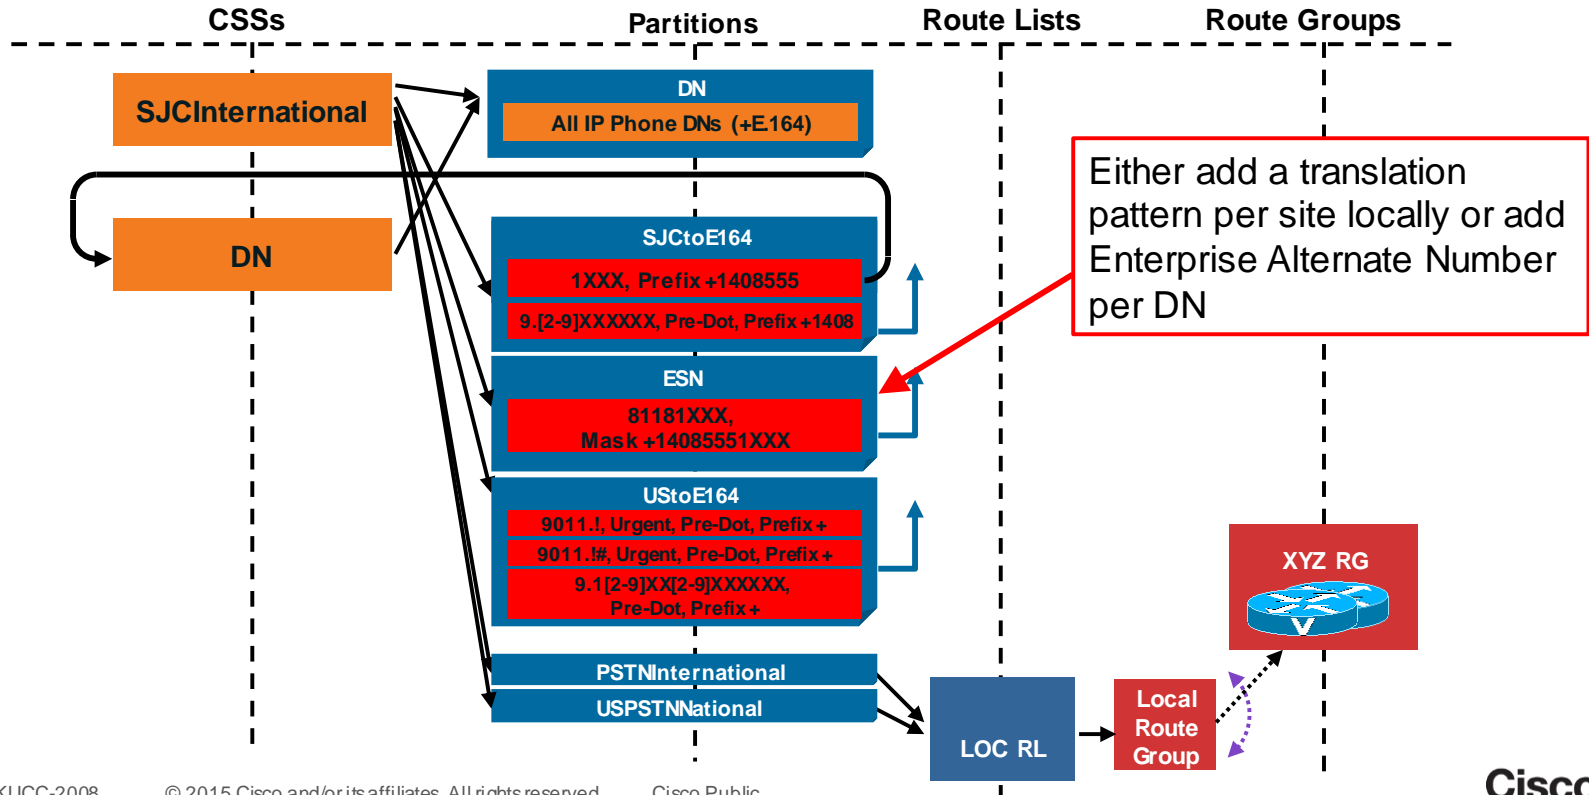 CSSs
Partitions
Route Lists
Route Groups
SJCInternational
DN
All IP Phone DNs (+E.164)
Either add a translation
pattern per site locally or add
Enterprise Alternate Number
per DN
DN
SJCtoE164
1XXX, Prefix +1408555
9.[2-9]XXXXXX, Pre-Dot, Prefix +1408
ESN
81181XXX,
Mask +14085551XXX
UStoE164
9011.!, Urgent, Pre-Dot, Prefix +
9011.!#, Urgent, Pre-Dot, Prefix +
9.1[2-9]XX[2-9]XXXXXX,
Pre-Dot, Prefix +
XYZ RG
V
PSTNInternational
USPSTNNational
LOC RL
Local
Route
Group
KUCC-2008
© 2015 Cisco and/or its affiliates. All rights reserved.
Cisco Public
Cisco